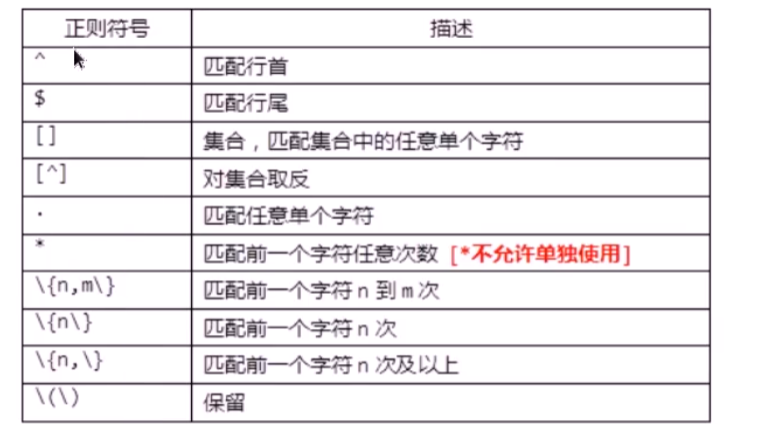 正则符号 描述
^ 匹配行首
$ 匹配行尾
[] 集合，匹配集合中的任意单个字符
[^] 对集合取反
. 匹配任意单个字符
* 匹配前一个字符任意次数 [*不允许单独使用]
\{n,m\} 匹配前一个字符 n 到 m 次
\{n\} 匹配前一个字符 n 次
\{n,\} 匹配前一个字符 n 次及以上
\(\) 保留